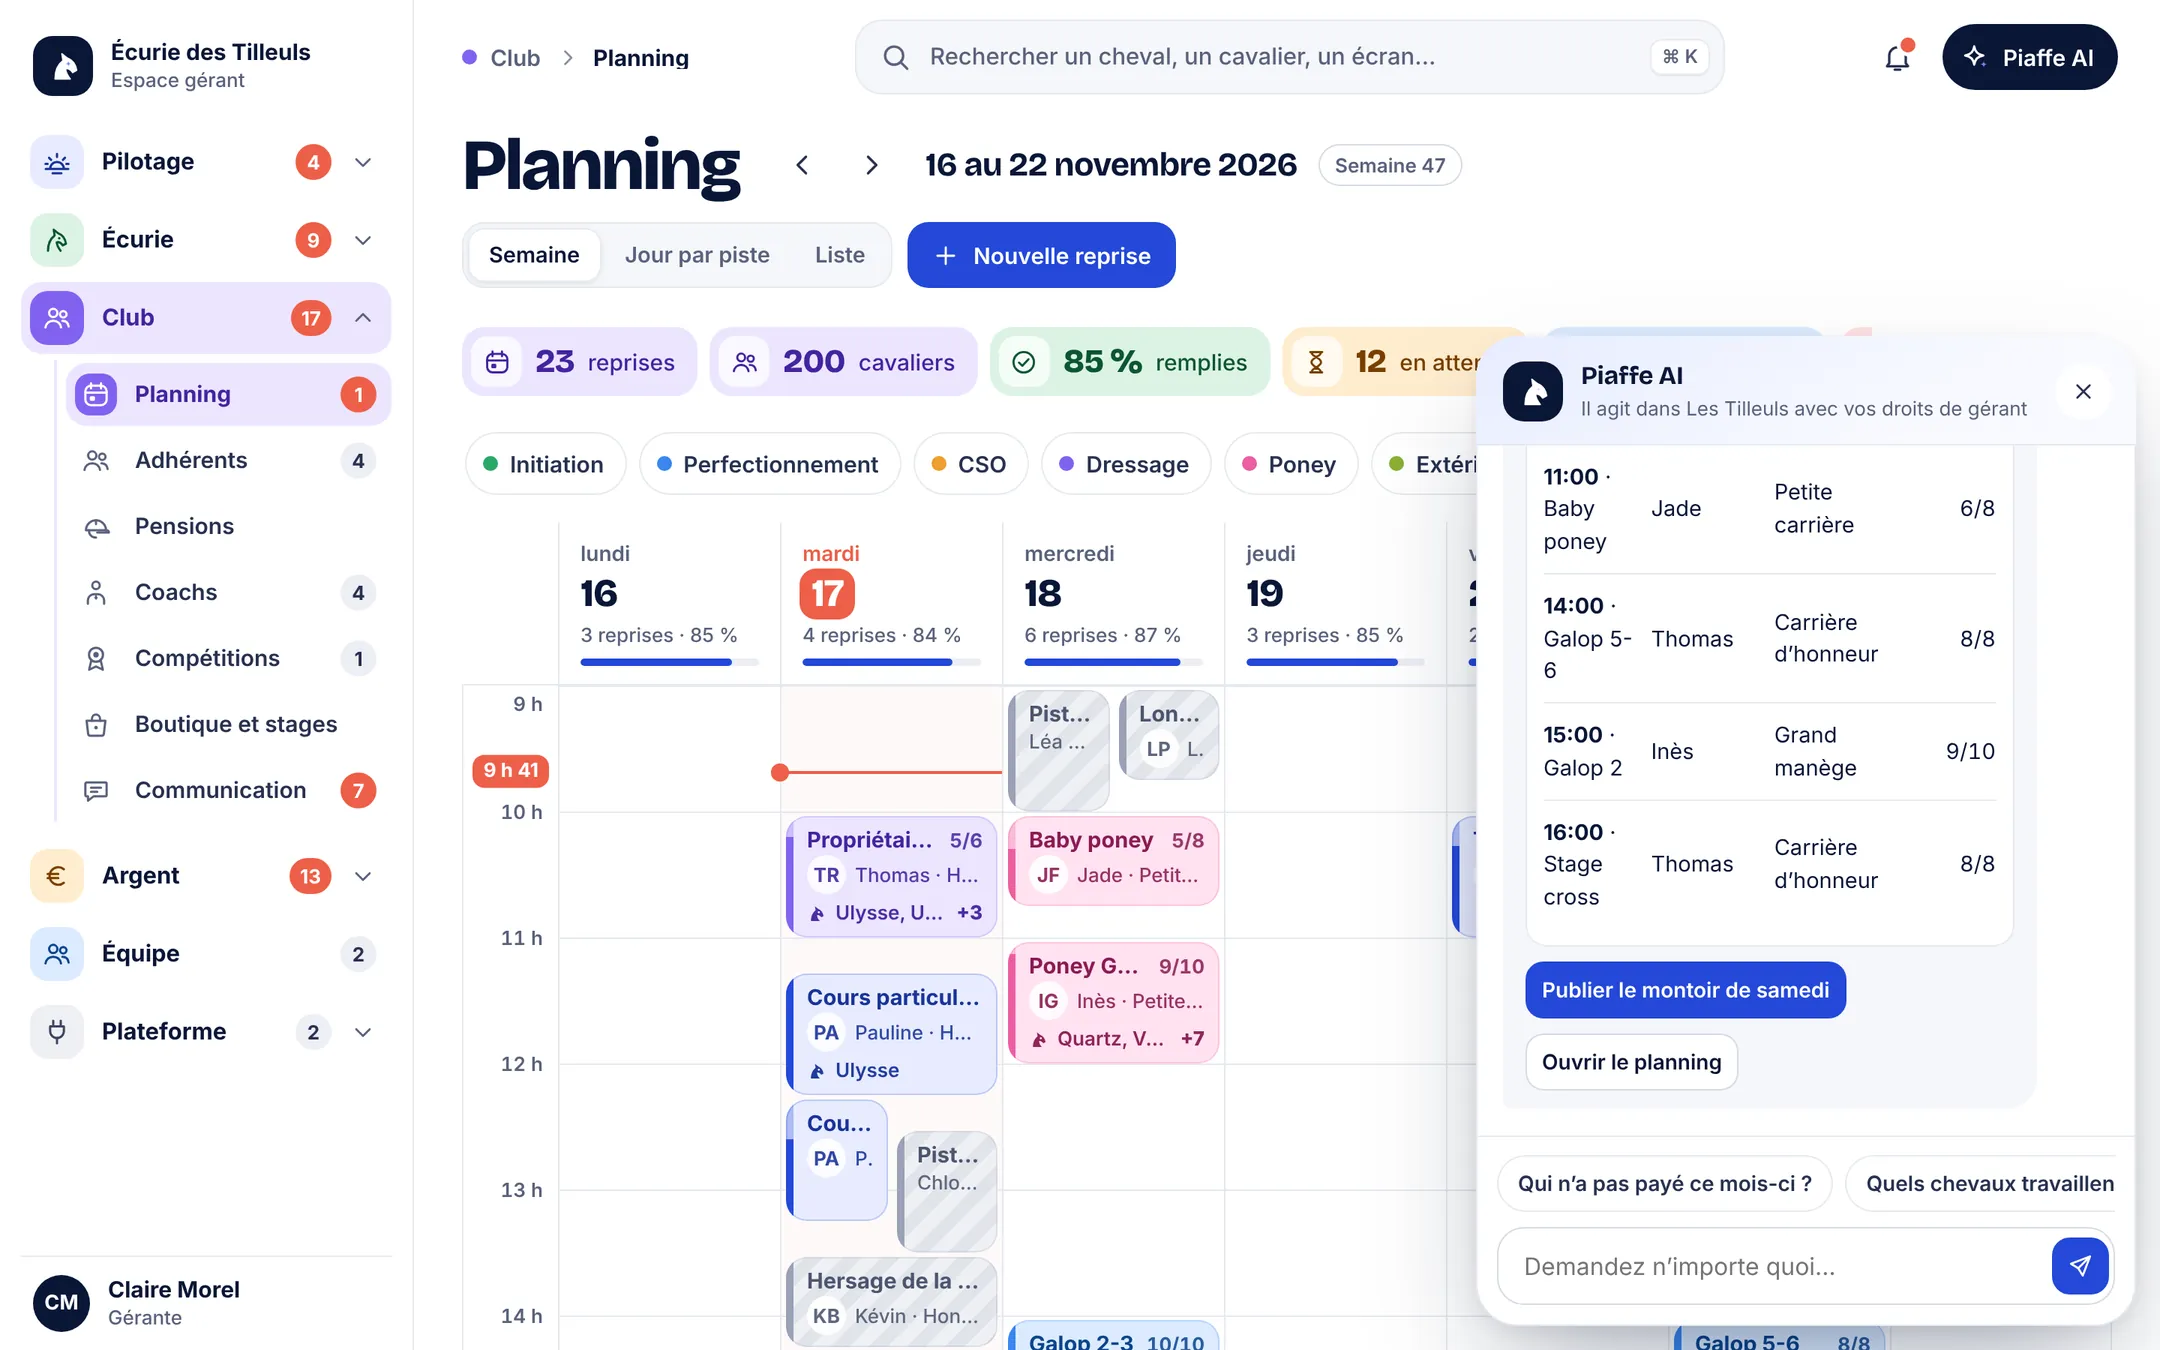 Écurie des Tilleuls
Espace gérant
Pilotage 4
Écurie 9
Club 17
Planning 1
Adhérents 4
Pensions
Coachs 4
Compétitions 1
Boutique et stages
Communication 7
€ Argent 13
Équipe 2
Plateforme 2
CM Claire Morel
Gérante
Club > Planning
Rechercher un cheval, un cavalier, un écran... ⌘ K
Piaffe AI
Planning
16 au 22 novembre 2026
Semaine 47
Semaine Jour par piste Liste
+ Nouvelle reprise
23 reprises
200 cavaliers
85 % remplies
12 en atter
Initiation
Perfectionnement
CSO
Dressage
Poney
Extéri
lundi
16
3 reprises · 85 %
mardi
17
4 reprises · 84 %
mercredi
18
6 reprises · 87 %
jeudi
19
3 reprises · 85 %
9 h
9 h 41
10 h
11 h
12 h
13 h
14 h
Propriétai... 5/6
TR Thomas · H...
Ulysse, U... +3
Cours particul...
PA Pauline · H...
Ulysse
Cou...
PA P.
Pist...
Chlo...
Hersage de la ...
KB Kévin · Hon...
Pist...
Léa ...
Lon...
LP L.
Baby poney 5/8
JF Jade · Petit...
Poney G... 9/10
IG Inès · Petite...
Quartz, V... +7
Galop 2-3 10/10
Galop 5-6 8/8
Piaffe AI
Il agit dans Les Tilleuls avec vos droits de gérant
11:00 ·
Baby
poney
Jade
Petite
carrière
6/8
14:00 ·
Galop 5-
6
Thomas
Carrière
d’honneur
8/8
15:00 ·
Galop 2
Inès
Grand
manège
9/10
16:00 ·
Stage
cross
Thomas
Carrière
d’honneur
8/8
Publier le montoir de samedi
Ouvrir le planning
Qui n’a pas payé ce mois-ci ?
Quels chevaux travaillen
Demandez n’importe quoi...